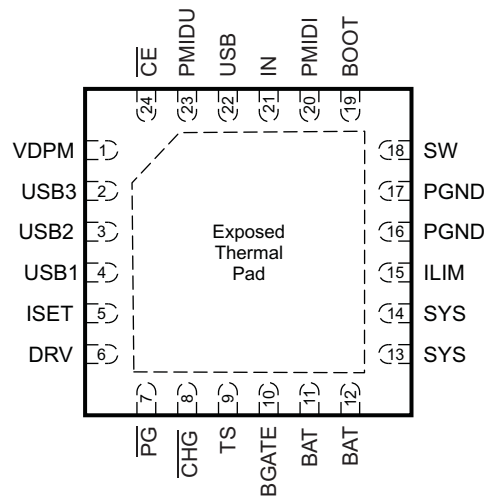 CE
PMIDU
USB
IN
PMIDI
BOOT
24
23
22
21
20
19
VDPM 1
USB3 2
USB2 3
USB1 4
ISET 5
DRV 6
Exposed
Thermal
Pad
18 SW
17 PGND
16 PGND
15 ILIM
14 SYS
13 SYS
7
8
9
10
11
12
PG
CHG
TS
BGATE
BAT
BAT